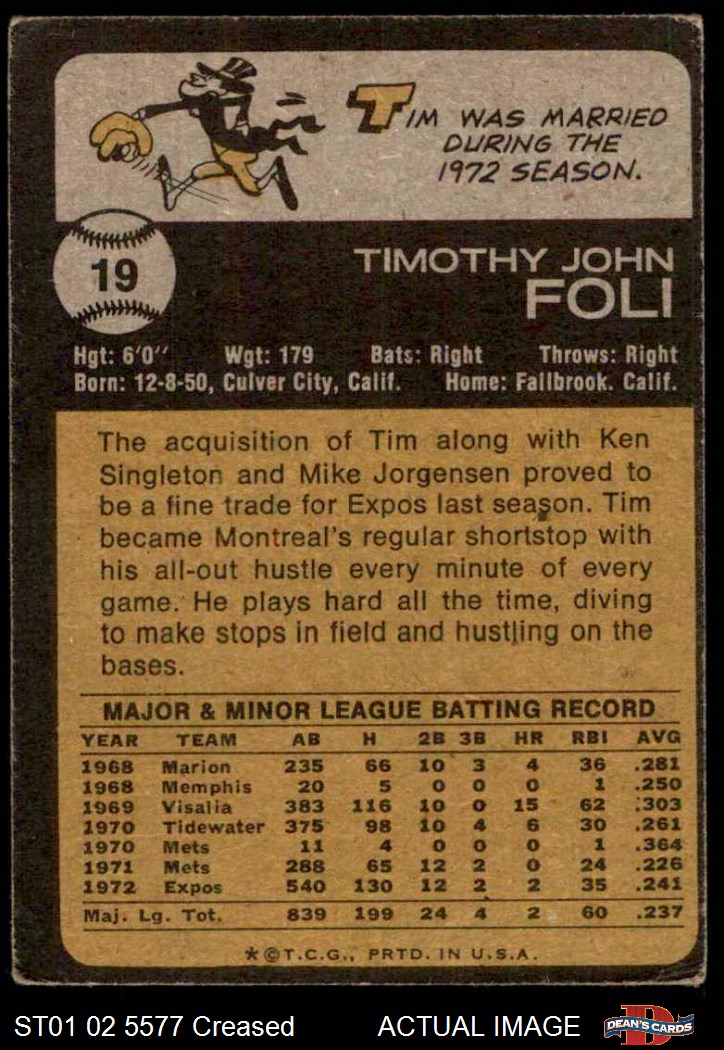 TIM WAS MARRIED
DURING THE
1972 SEASON.
19
TIMOTHY JOHN
FOLI
Hgt: 6'0" Wgt: 179 Bats: Right Throws: Right
Born: 12-8-50, Culver City, Calif. Home: Fallbrook. Calif.
The acquisition of Tim along with Ken
Singleton and Mike Jorgensen proved to
be a fine trade for Expos last season. Tim
became Montreal's regular shortstop with
his all-out hustle every minute of every
game. He plays hard all the time, diving
to make stops in field and hustling on the
bases.
MAJOR & MINOR LEAGUE BATTING RECORD
YEAR TEAM AB H 2B 3B HR RBI AVG
1968 Marion 235 66 10 3 4 36 .281
1968 Memphis 20 5 0 0 0 1 .250
1969 Visalia 383 116 10 0 15 62 .303
1970 Tidewater 375 98 10 4 6 30 .261
1970 Mets 11 4 0 0 0 1 .364
1971 Mets 288 65 12 2 0 24 .226
1972 Expos 540 130 12 2 2 35 .241
Maj. Lg. Tot. 839 199 24 4 2 60 .237
*©T.C.G., PRTD. IN U.S.A.
ST01 02 5577 Creased ACTUAL IMAGE
D
DEAN'S CARDS